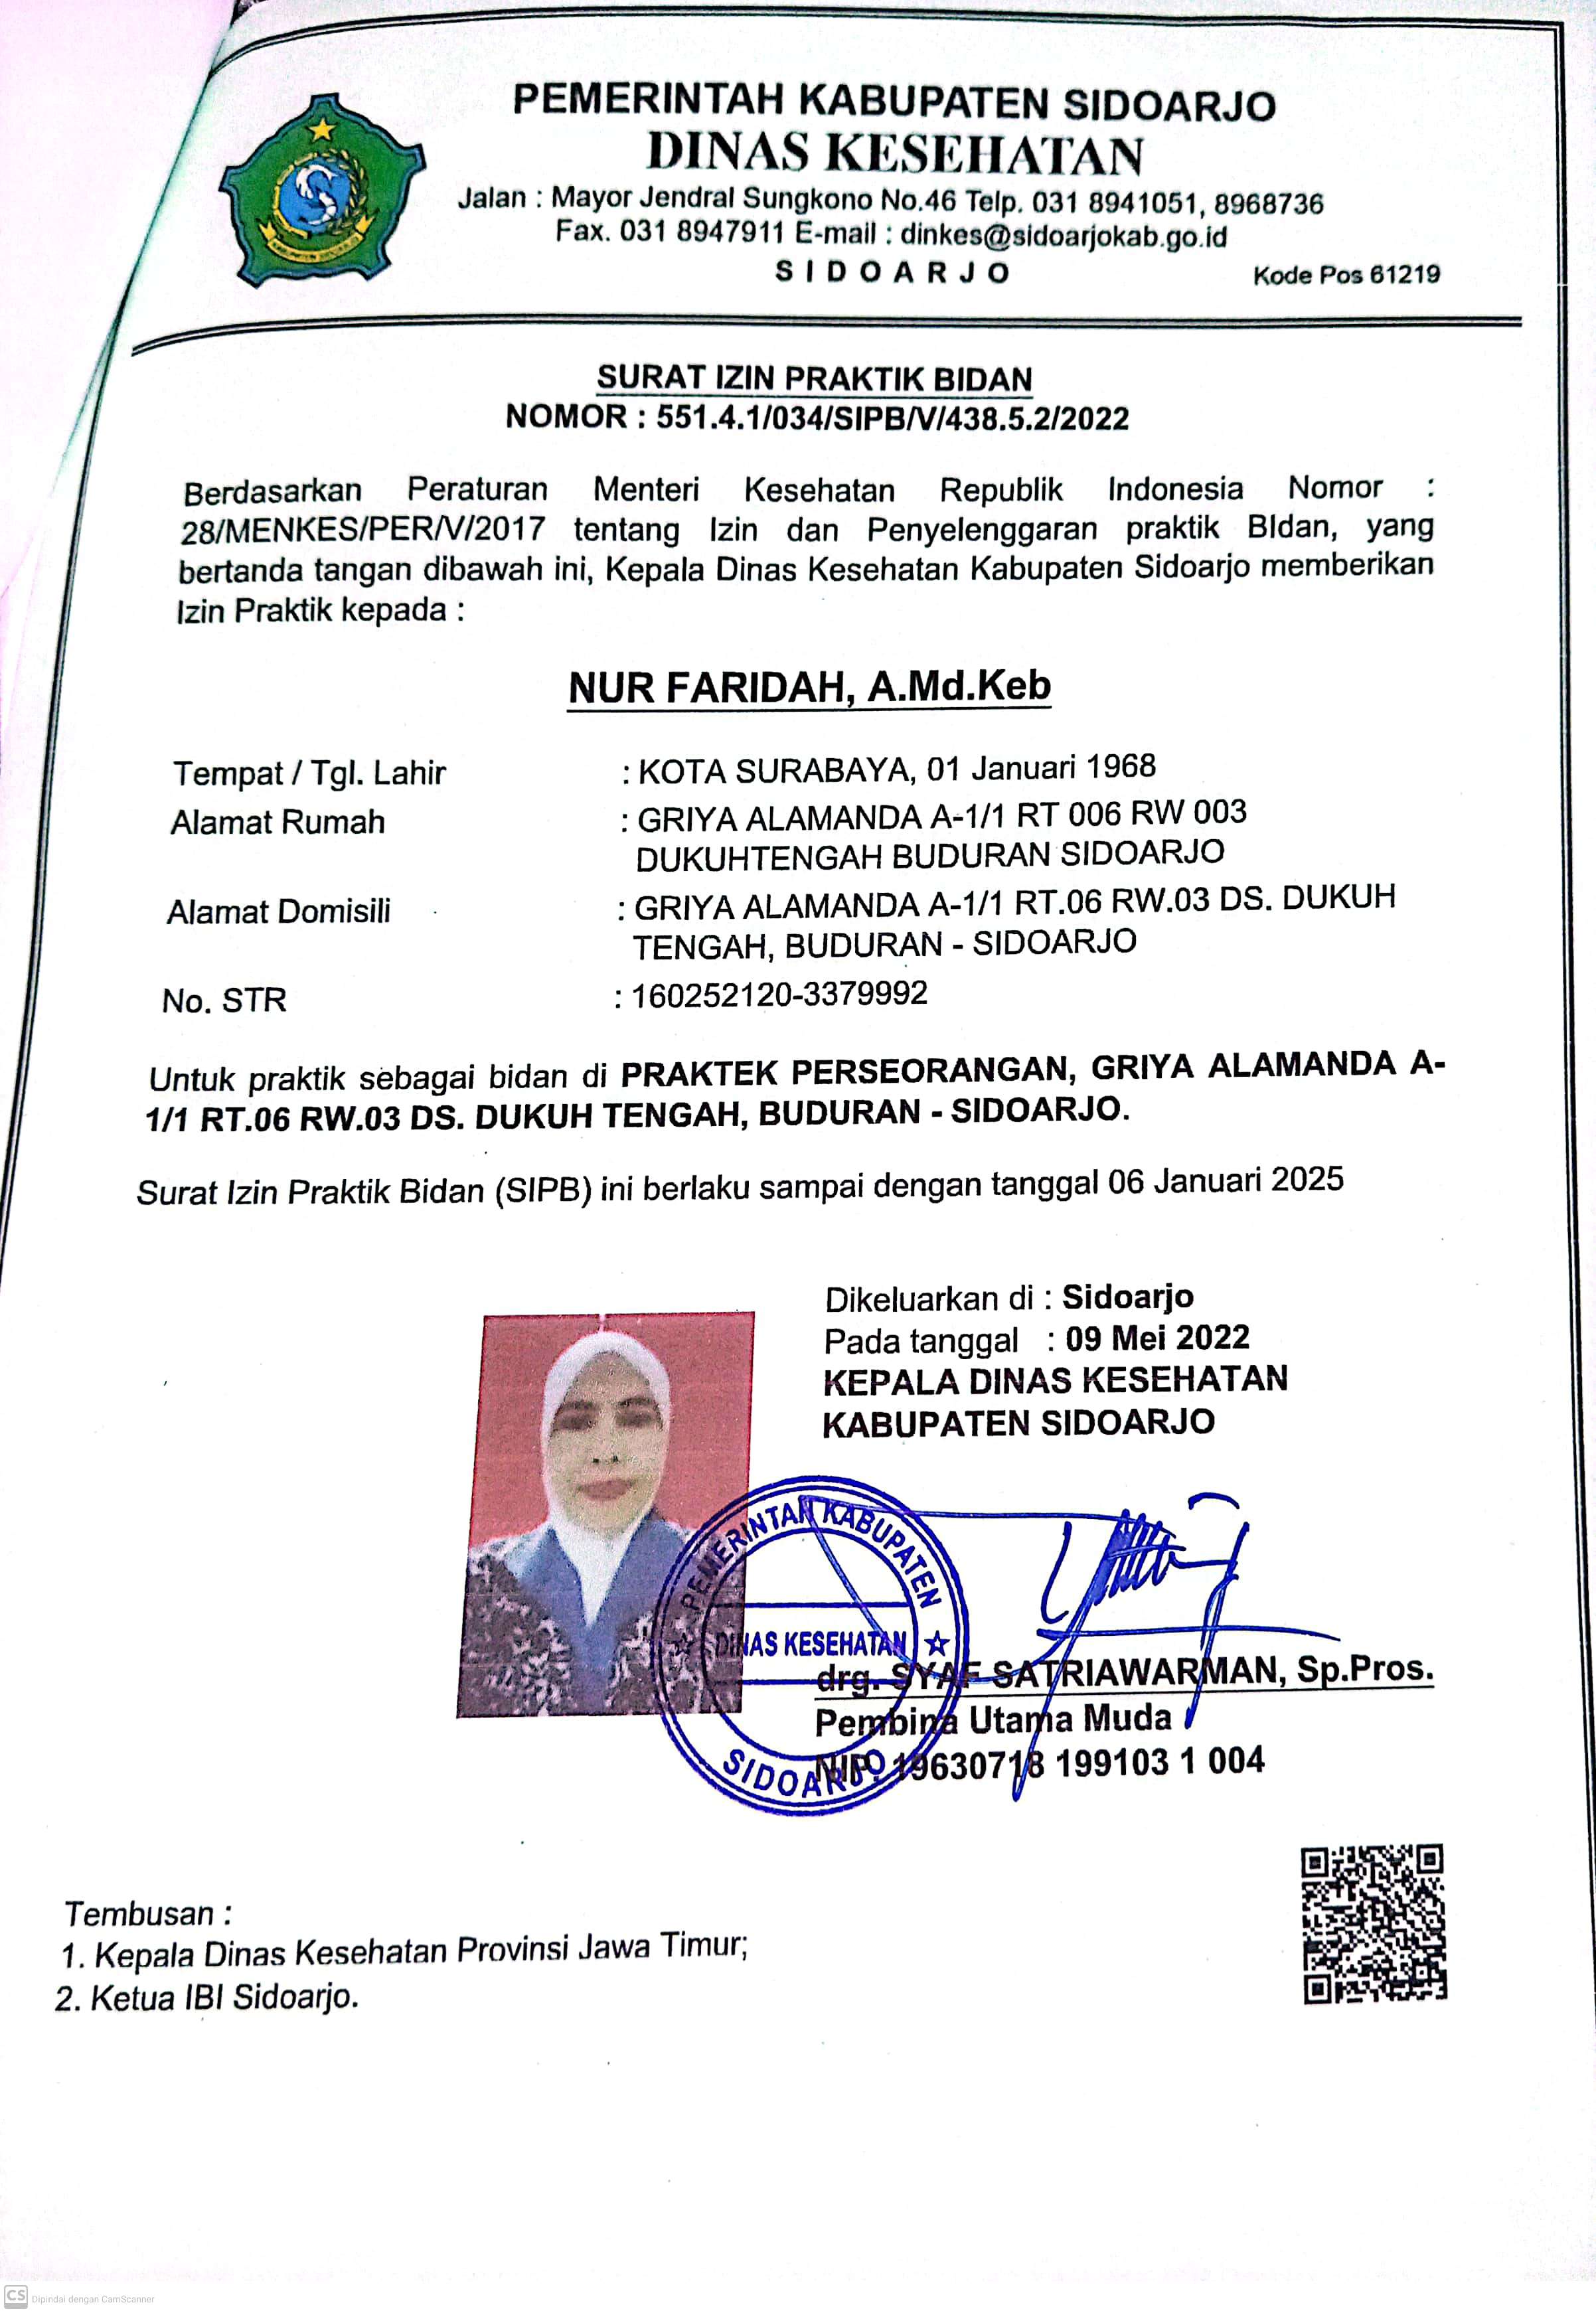 PEMERINTAH KABUPATEN SIDOARJO
DINAS KESEHATAN
Jalan : Mayor Jendral Sungkono No.46 Telp. 031 8941051, 8968736
Fax. 031 8947911 E-mail : dinkes@sidoarjokab.go.id
S I D O A R J O Kode Pos 61219
SURAT IZIN PRAKTIK BIDAN
NOMOR : 551.4.1/034/SIPB/V/438.5.2/2022
Berdasarkan Peraturan Menteri Kesehatan Republik Indonesia Nomor :
28/MENKES/PER/V/2017 tentang Izin dan Penyelenggaran praktik BIdan, yang
bertanda tangan dibawah ini, Kepala Dinas Kesehatan Kabupaten Sidoarjo memberikan
Izin Praktik kepada :
NUR FARIDAH, A.Md.Keb
Tempat / Tgl. Lahir : KOTA SURABAYA, 01 Januari 1968
Alamat Rumah : GRIYA ALAMANDA A-1/1 RT 006 RW 003
DUKUHTENGAH BUDURAN SIDOARJO
Alamat Domisili : GRIYA ALAMANDA A-1/1 RT.06 RW.03 DS. DUKUH
TENGAH, BUDURAN - SIDOARJO
No. STR : 160252120-3379992
Untuk praktik sebagai bidan di PRAKTEK PERSEORANGAN, GRIYA ALAMANDA A-
1/1 RT.06 RW.03 DS. DUKUH TENGAH, BUDURAN - SIDOARJO.
Surat Izin Praktik Bidan (SIPB) ini berlaku sampai dengan tanggal 06 Januari 2025
Dikeluarkan di : Sidoarjo
Pada tanggal : 09 Mei 2022
KEPALA DINAS KESEHATAN
KABUPATEN SIDOARJO
PEMERINTAH KABUPATEN
DINAS KESEHATAN
SIDOARJO
drg. SYAF SATRIAWARMAN, Sp.Pros.
Pembina Utama Muda
NIP. 19630718 199103 1 004
Tembusan :
1. Kepala Dinas Kesehatan Provinsi Jawa Timur;
2. Ketua IBI Sidoarjo.
CS Dipindai dengan CamScanner